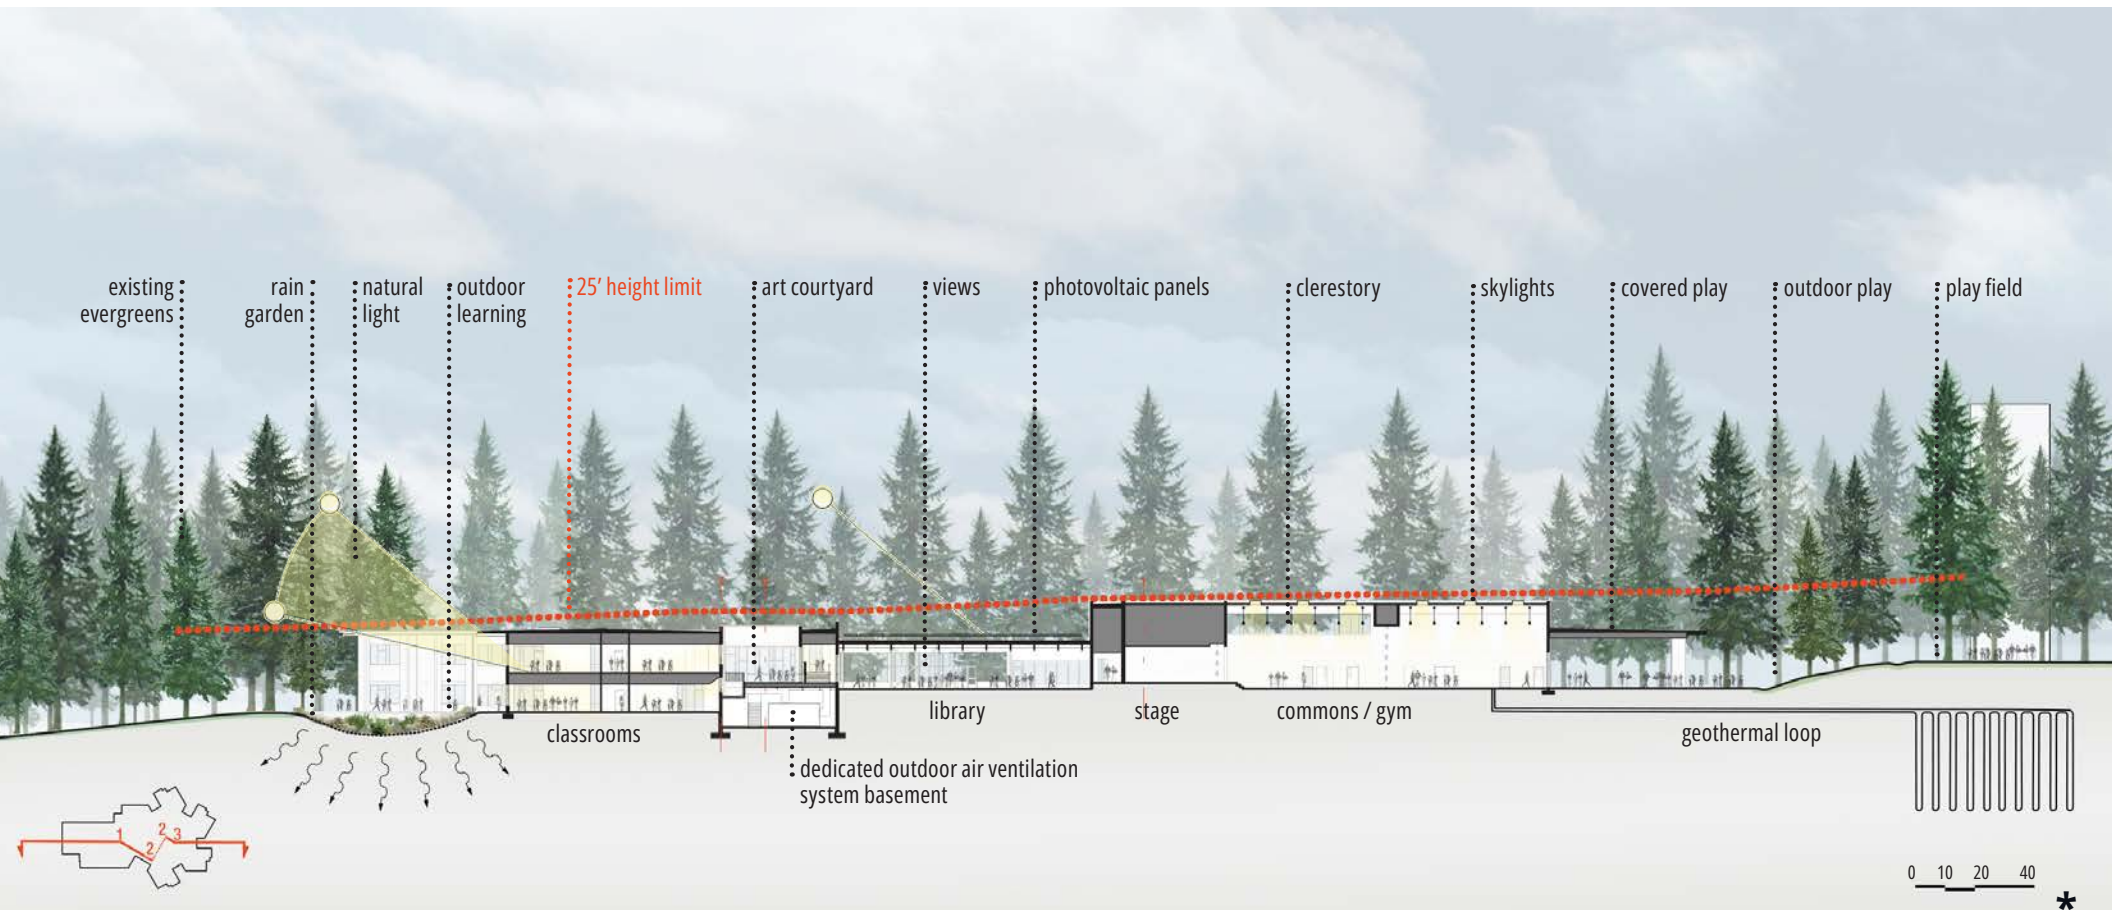 existing
evergreens
rain
garden
natural
light
outdoor
learning
25' height limit
art courtyard
views
photovoltaic panels
clerestory
skylights
covered play
outdoor play
play field
library
stage
commons / gym
classrooms
geothermal loop
dedicated outdoor air ventilation
system basement
1
2
2
3
0 10 20 40
*